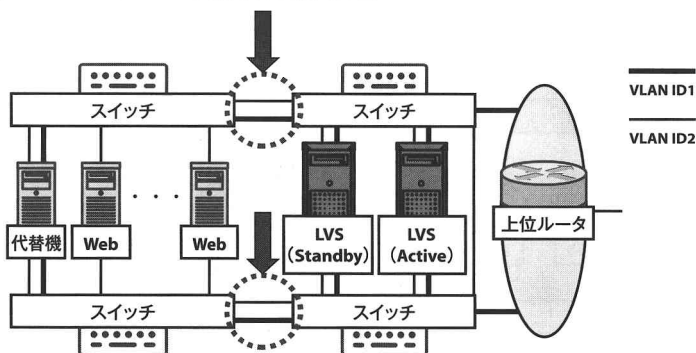 スイッチ
スイッチ
VLAN ID1
VLAN ID2
代替機
Web
・・・
Web
LVS
(Standby)
LVS
(Active)
上位ルータ
スイッチ
スイッチ